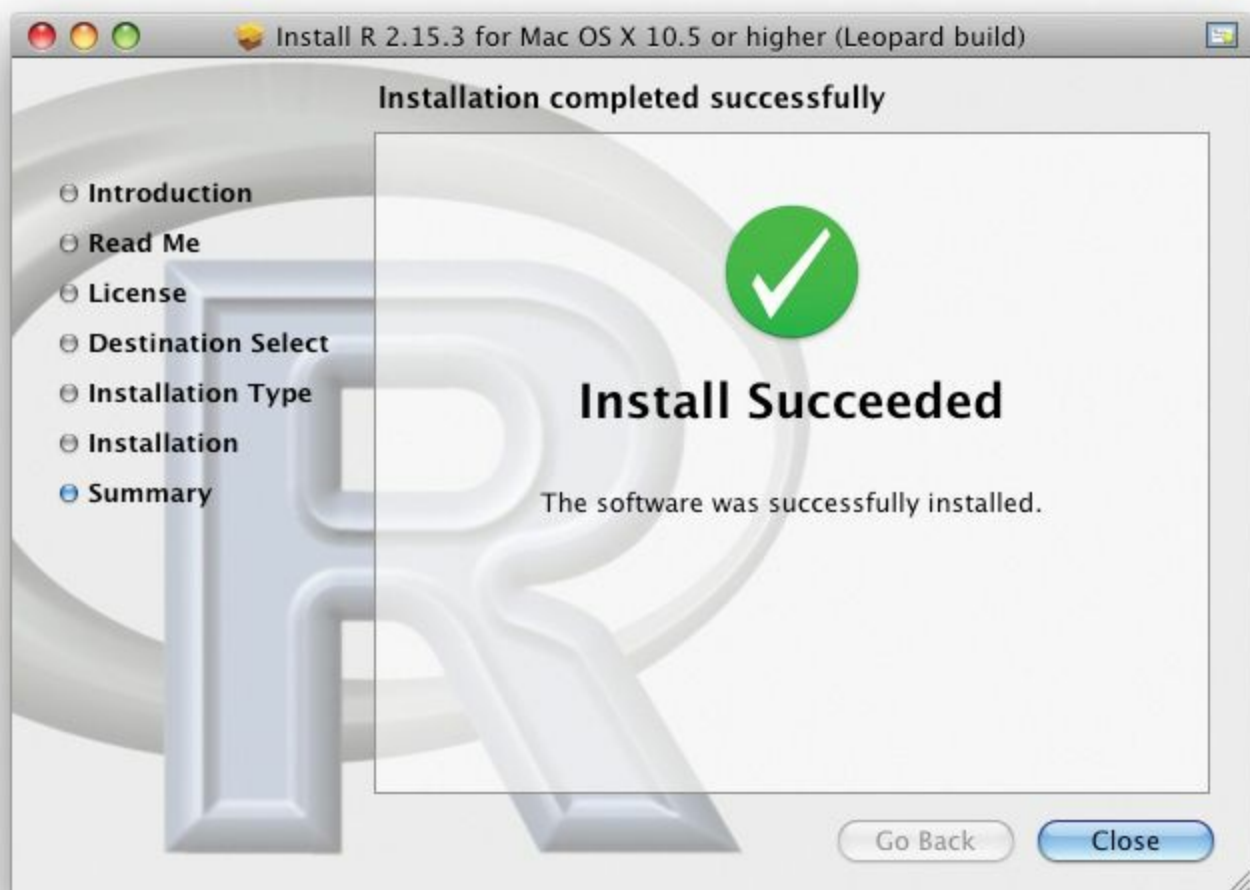 Install R 2.15.3 for Mac OS X 10.5 or higher (Leopard build)
Installation completed successfully
Introduction
Read Me
License
Destination Select
Installation Type
Installation
Summary
R
Install Succeeded
The software was successfully installed.
Go Back
Close